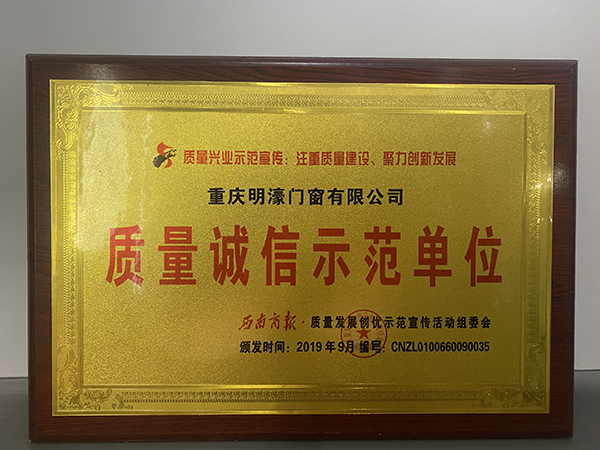 质量兴业示范宣传：注重质量建设、聚力创新发展
重庆明濠门窗有限公司
质量诚信示范单位
西南商报·质量发展创优示范宣传活动组委会
颁发时间：2019年9月 编号：CNZL0100660090035